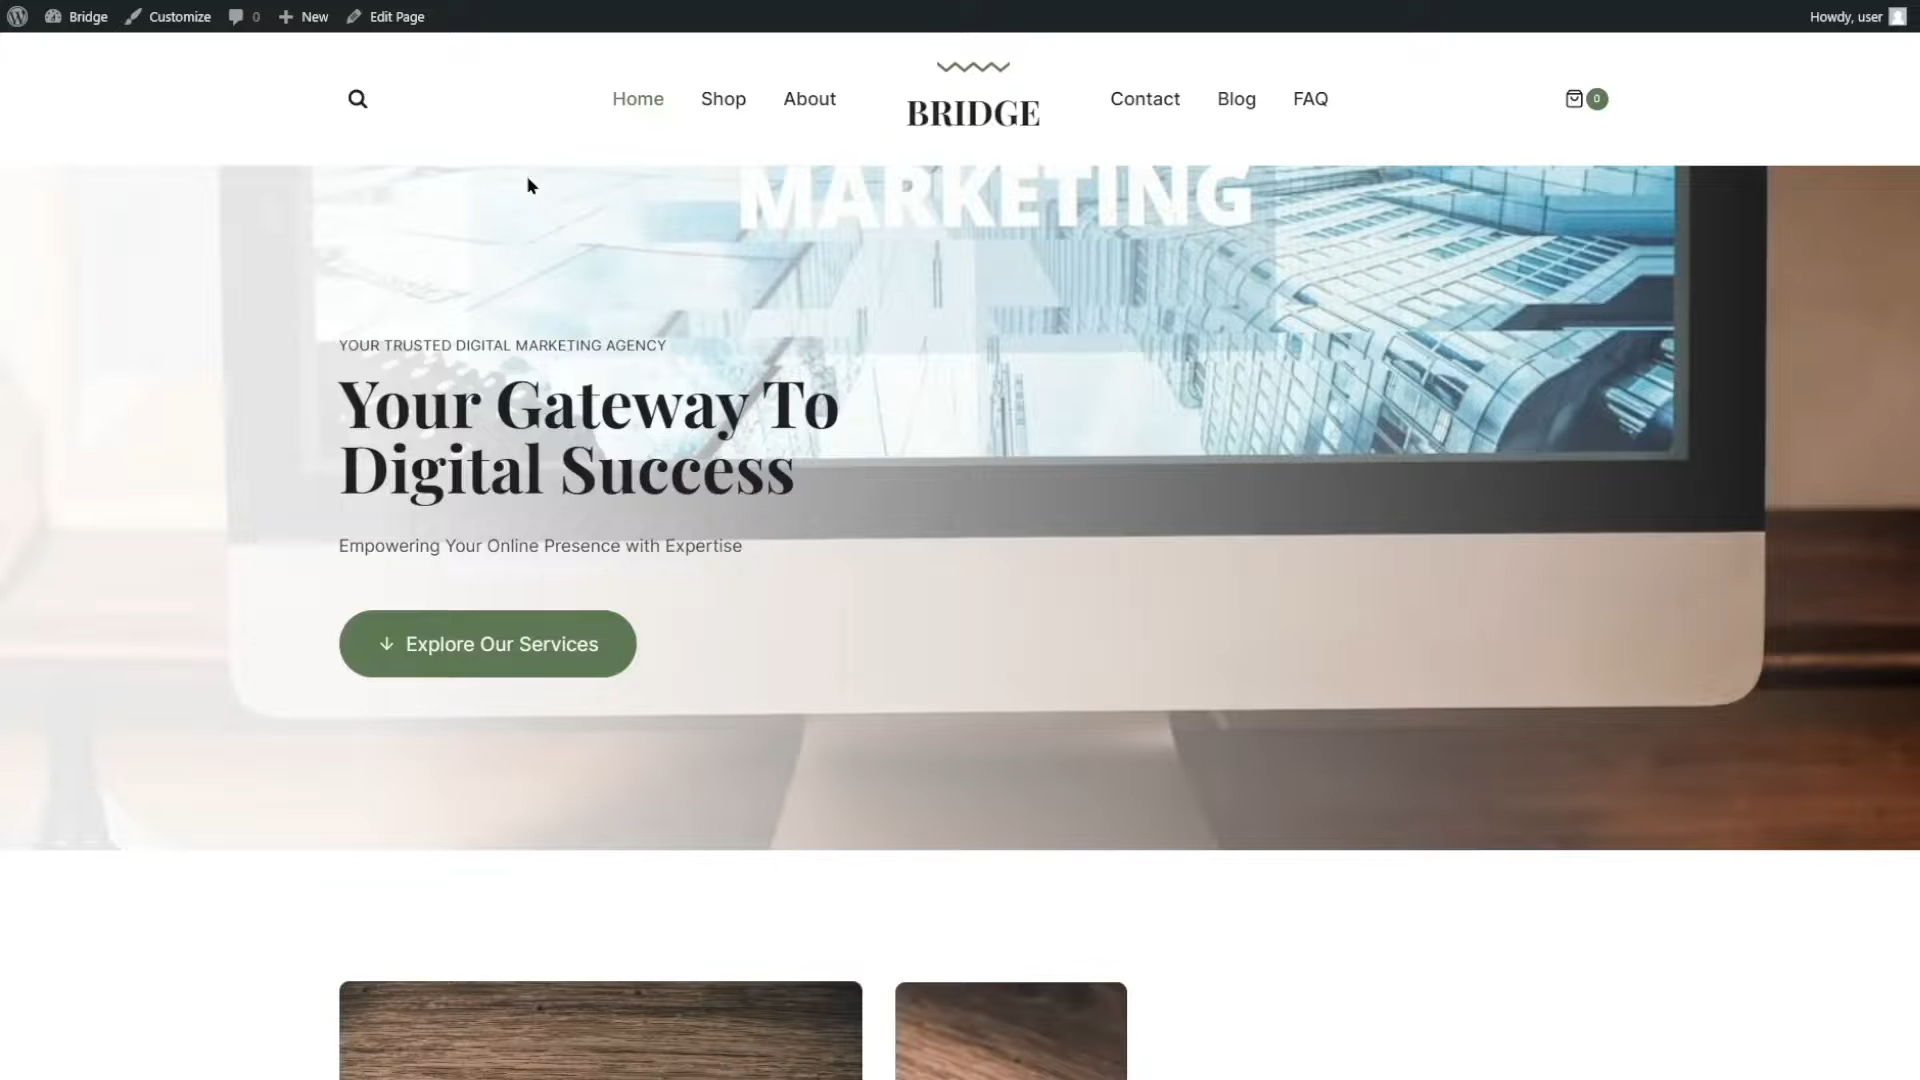 Bridge Customize 0 New Edit Page Howdy, user
Home Shop About BRIDGE Contact Blog FAQ 0
MARKETING
YOUR TRUSTED DIGITAL MARKETING AGENCY
Your Gateway To
Digital Success
Empowering Your Online Presence with Expertise
Explore Our Services